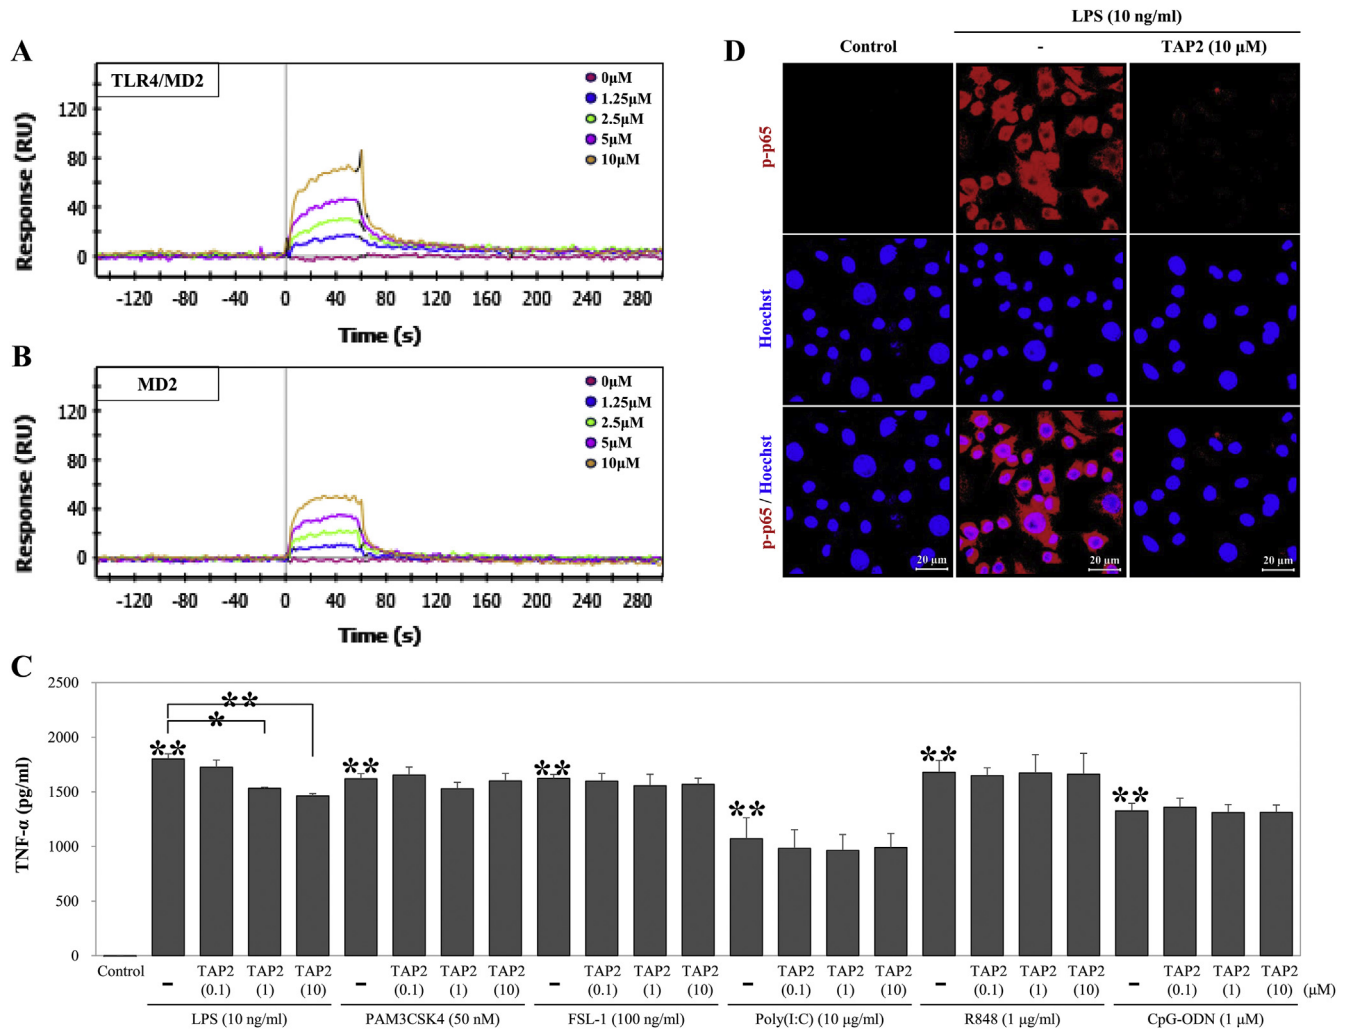 A
TLR4/MD2
0μM
1.25μM
2.5μM
5μM
10μM
Response (RU)
120
80
40
0
-120 -80 -40 0 40 80 120 160 200 240 280
Time (s)
B
MD2
0μM
1.25μM
2.5μM
5μM
10μM
Response (RU)
120
80
40
0
-120 -80 -40 0 40 80 120 160 200 240 280
Time (s)
D
LPS (10 ng/ml)
Control - TAP2 (10 μM)
p-p65
Hoechst
p-p65 / Hoechst
20 μm 20 μm 20 μm
C
TNF-α (pg/ml)
2500
2000
1500
1000
500
0
** *
** ** ** ** ** **
Control - TAP2 (0.1) TAP2 (1) TAP2 (10) - TAP2 (0.1) TAP2 (1) TAP2 (10) - TAP2 (0.1) TAP2 (1) TAP2 (10) - TAP2 (0.1) TAP2 (1) TAP2 (10) - TAP2 (0.1) TAP2 (1) TAP2 (10) - TAP2 (0.1) TAP2 (1) TAP2 (10) (μM)
LPS (10 ng/ml) PAM3CSK4 (50 nM) FSL-1 (100 ng/ml) Poly(I:C) (10 μg/ml) R848 (1 μg/ml) CpG-ODN (1 μM)